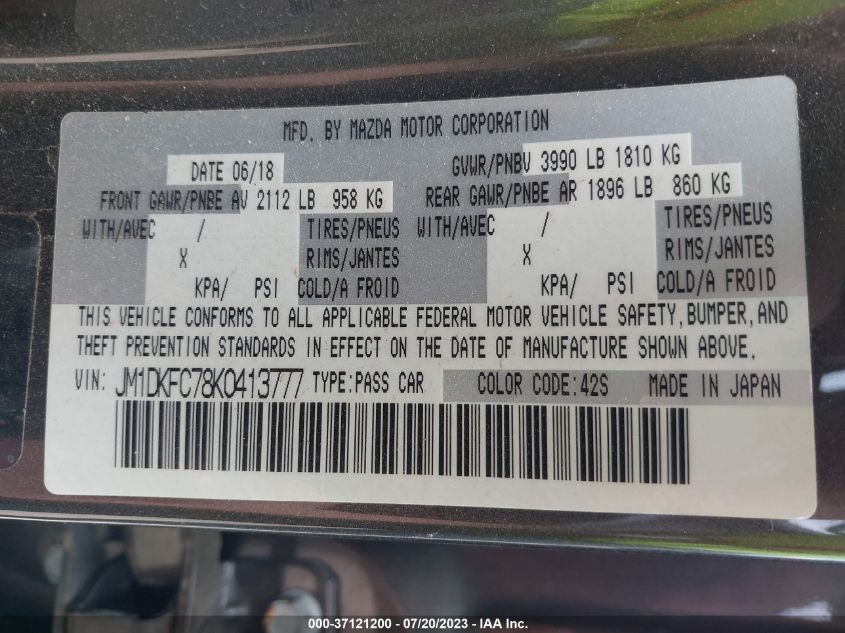 MFD. BY MAZDA MOTOR CORPORATION
DATE 06/18
GVWR/PNBV 3990 LB 1810 KG
FRONT GAWR/PNBE AV 2112 LB 958 KG
REAR GAWR/PNBE AR 1896 LB 860 KG
WITH/AVEC / TIRES/PNEUS WITH/AVEC / TIRES/PNEUS
X RIMS/JANTES X RIMS/JANTES
KPA/ PSI COLD/A FROID KPA/ PSI COLD/A FROID
THIS VEHICLE CONFORMS TO ALL APPLICABLE FEDERAL MOTOR VEHICLE SAFETY, BUMPER, AND
THEFT PREVENTION STANDARDS IN EFFECT ON THE DATE OF MANUFACTURE SHOWN ABOVE.
VIN: JM1DKFC78K0413777 TYPE:PASS CAR COLOR CODE:42S MADE IN JAPAN
000-37121200 - 07/20/2023 - IAA Inc.